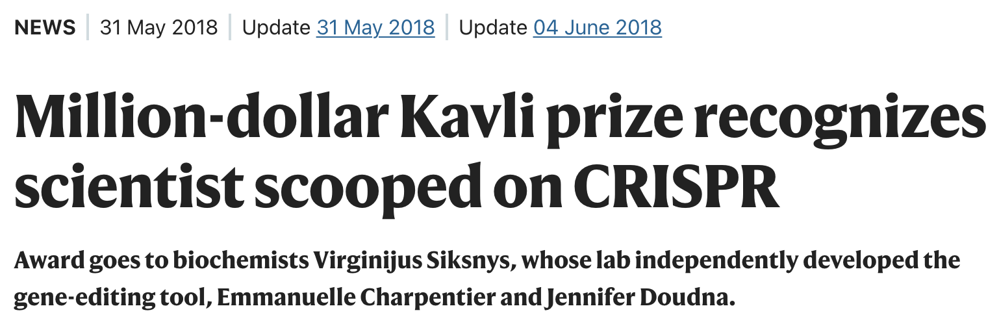 NEWS | 31 May 2018 | Update 31 May 2018 | Update 04 June 2018
Million-dollar Kavli prize recognizes
scientist scooped on CRISPR
Award goes to biochemists Virginijus Siksnys, whose lab independently developed the
gene-editing tool, Emmanuelle Charpentier and Jennifer Doudna.